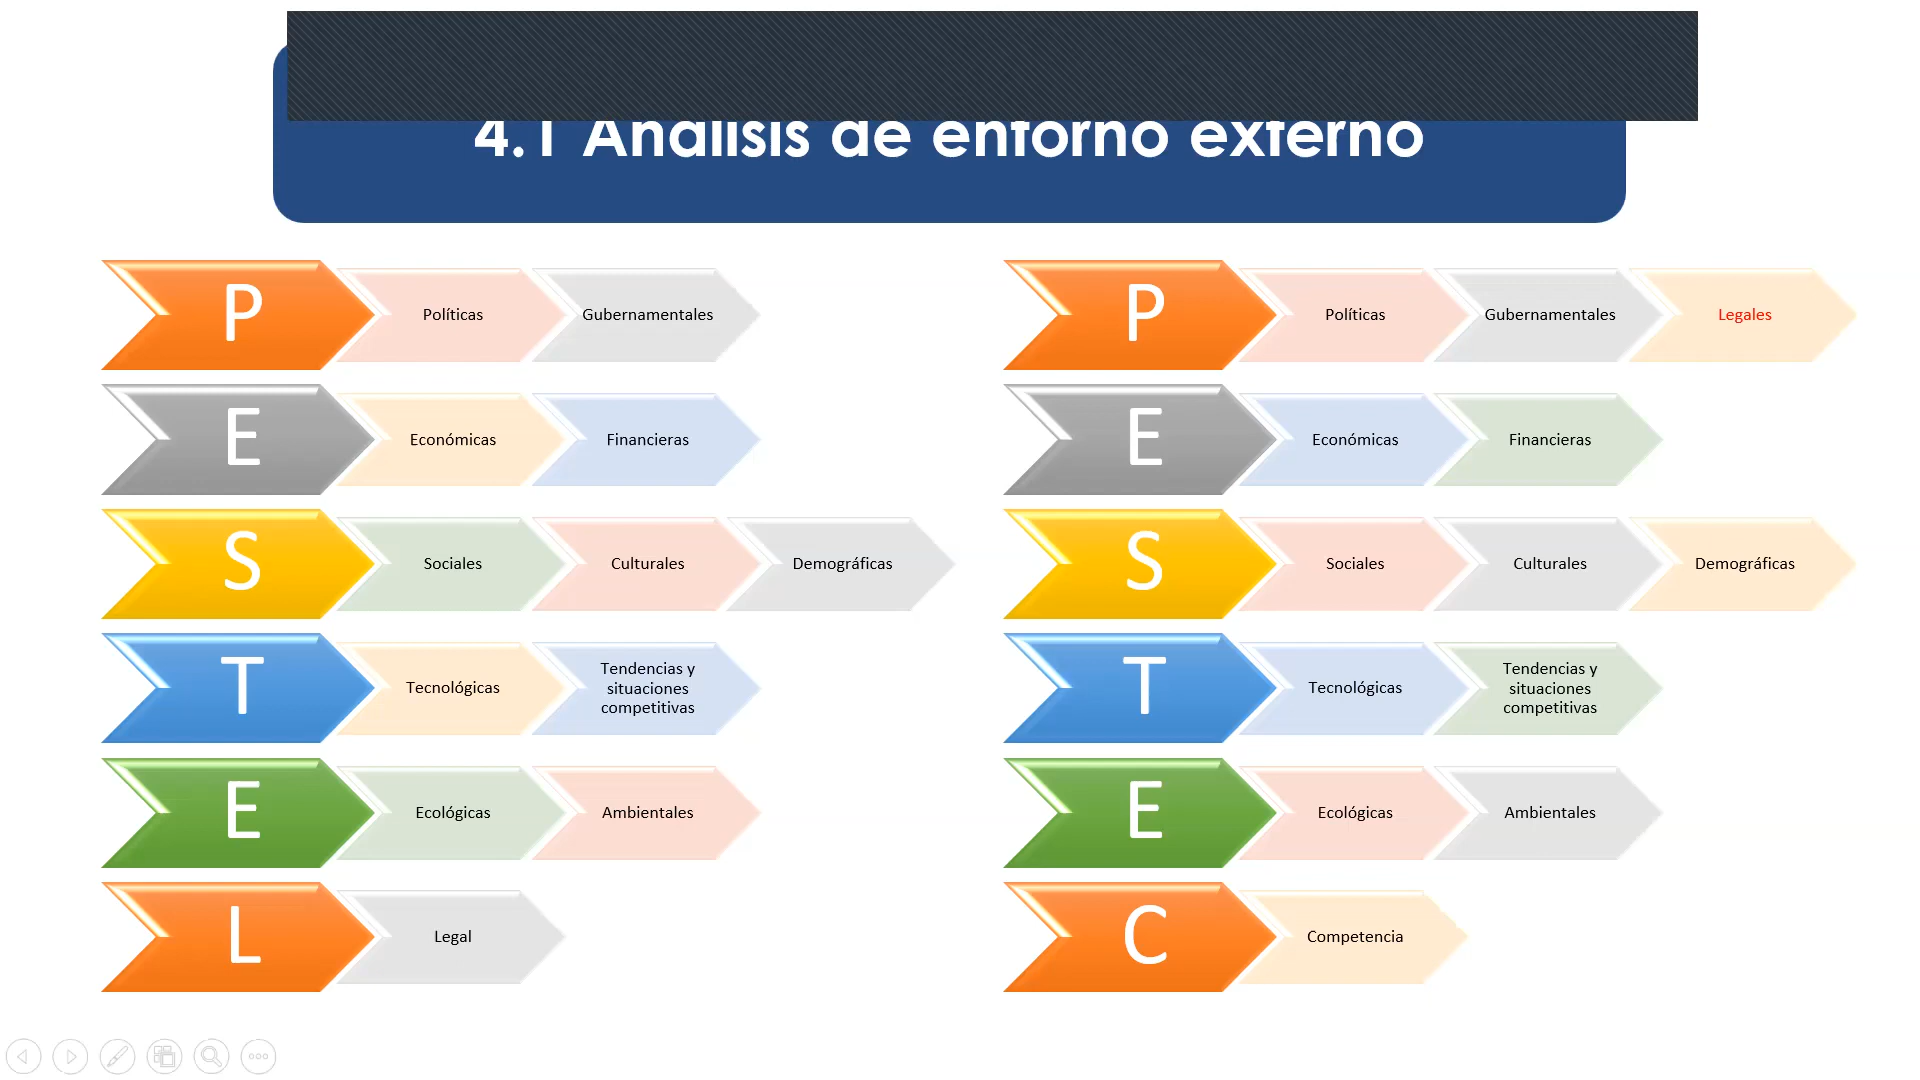 4.1 Análisis de entorno externo
P
Políticas
Gubernamentales
E
Económicas
Financieras
S
Sociales
Culturales
Demográficas
T
Tecnológicas
Tendencias y
situaciones
competitivas
E
Ecológicas
Ambientales
L
Legal
P
Políticas
Gubernamentales
Legales
E
Económicas
Financieras
S
Sociales
Culturales
Demográficas
T
Tecnológicas
Tendencias y
situaciones
competitivas
E
Ecológicas
Ambientales
C
Competencia